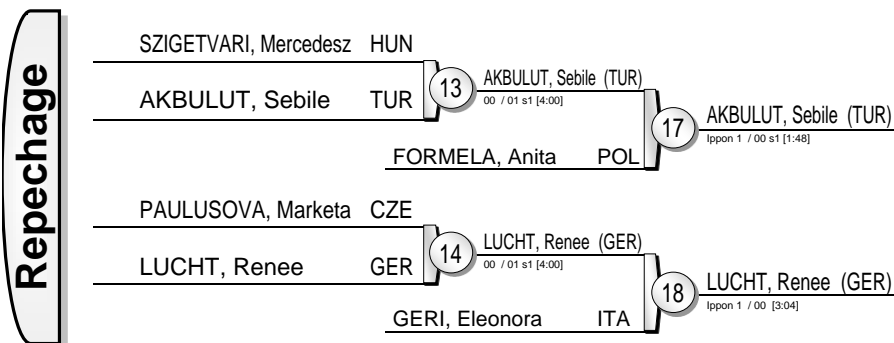 Repechage
SZIGETVARI, Mercedesz HUN
AKBULUT, Sebile TUR
13
AKBULUT, Sebile (TUR)
00 / 01 s1 [4:00]
FORMELA, Anita POL
17
AKBULUT, Sebile (TUR)
Ippon 1 / 00 s1 [1:48]
PAULUSOVA, Marketa CZE
LUCHT, Renee GER
14
LUCHT, Renee (GER)
00 / 01 s1 [4:00]
GERI, Eleonora ITA
18
LUCHT, Renee (GER)
Ippon 1 / 00 [3:04]